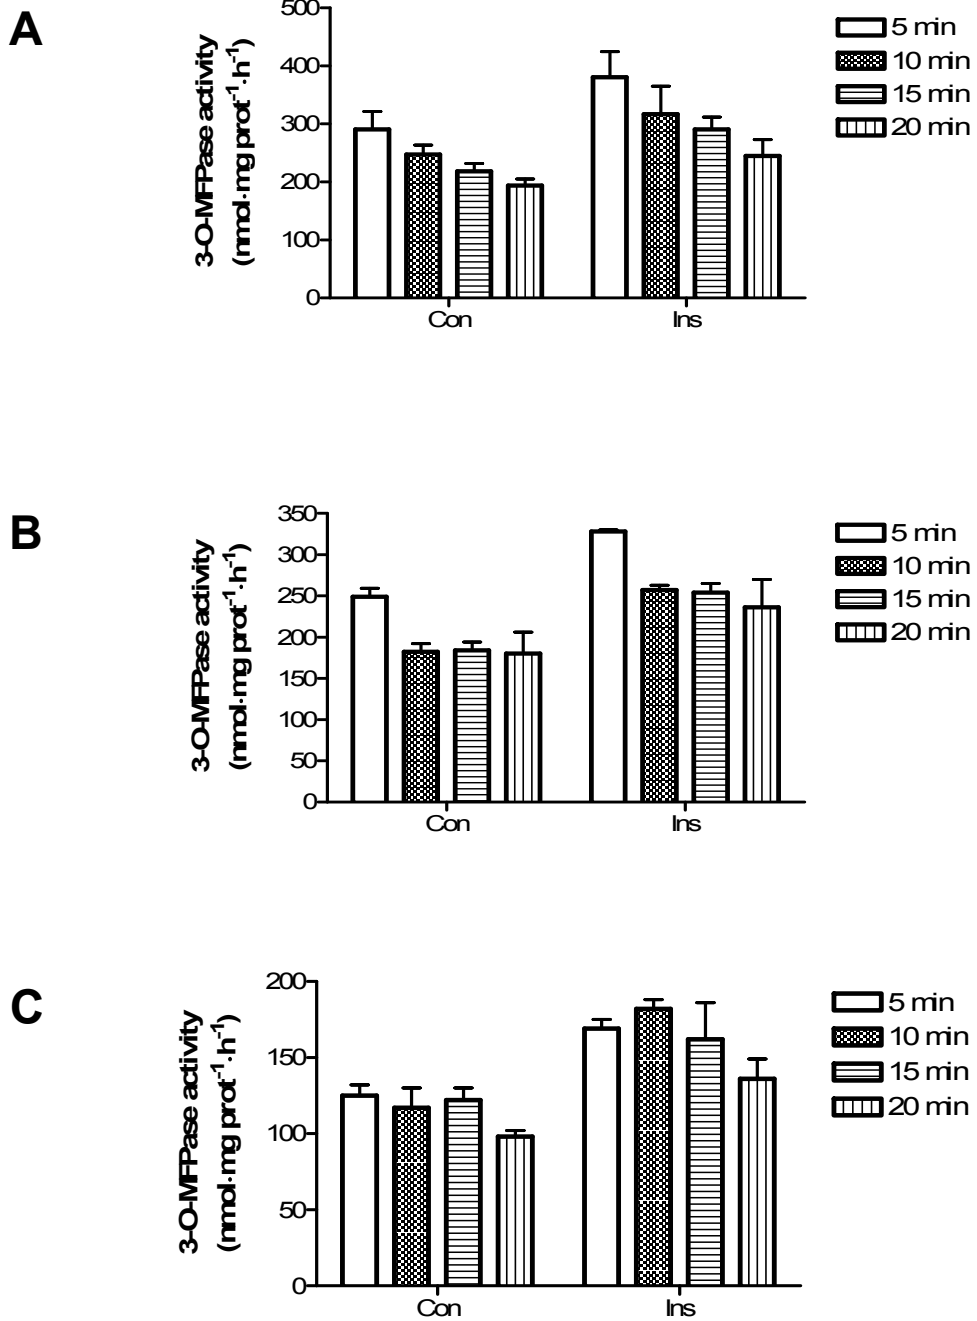 A
3-O-MFPase activity
(nmol·mg prot⁻¹·h⁻¹)
500
400
300
200
100
0
Con
Ins
5 min
10 min
15 min
20 min
B
3-O-MFPase activity
(nmol·mg prot⁻¹·h⁻¹)
350
300
250
200
150
100
50
0
Con
Ins
5 min
10 min
15 min
20 min
C
3-O-MFPase activity
(nmol·mg prot⁻¹·h⁻¹)
200
150
100
50
0
Con
Ins
5 min
10 min
15 min
20 min